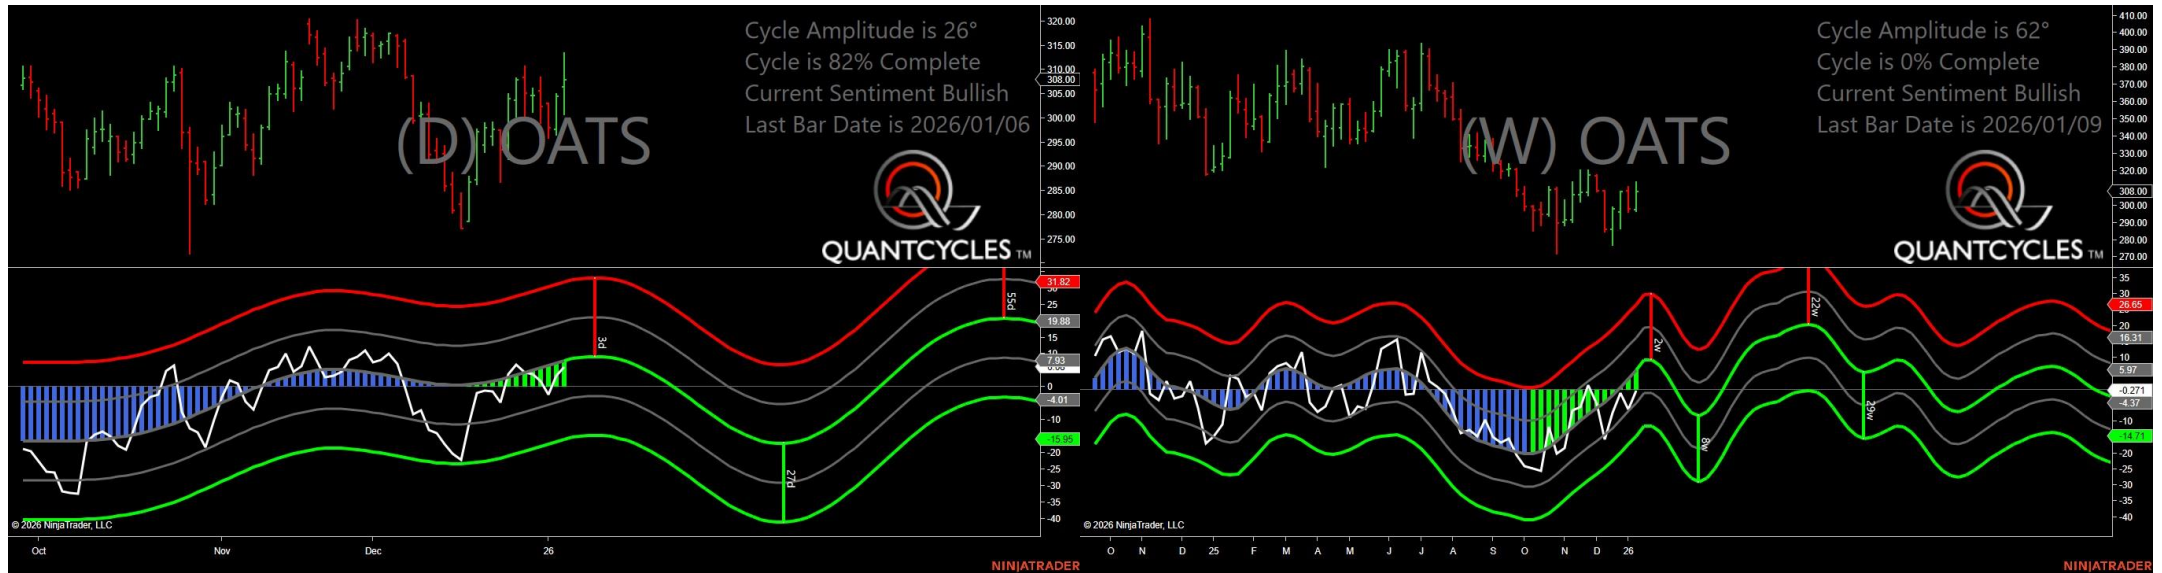 Cycle Amplitude is 26°
Cycle is 82% Complete
Current Sentiment Bullish
Last Bar Date is 2026/01/06
(D) OATS
QUANTCYCLES TM
320.00
315.00
310.00
308.00
305.00
300.00
295.00
290.00
285.00
280.00
275.00
31.82
25
19.88
15
7.93
0
-4.01
-10
-15.95
-20
-25
-30
-35
-40
3d
27d
55d
© 2026 NinjaTrader, LLC
Oct Nov Dec 26
NINJATRADER
Cycle Amplitude is 62°
Cycle is 0% Complete
Current Sentiment Bullish
Last Bar Date is 2026/01/09
(W) OATS
QUANTCYCLES TM
410.00
400.00
390.00
380.00
370.00
360.00
350.00
340.00
330.00
320.00
308.00
300.00
290.00
280.00
270.00
35
30
26.65
20
16.31
10
5.97
-0.271
-4.37
-10
-14.71
-20
-25
-30
-35
-40
2w
8w
22w
29w
© 2026 NinjaTrader, LLC
O N D 25 F M A M J J A S O N D 26
NINJATRADER